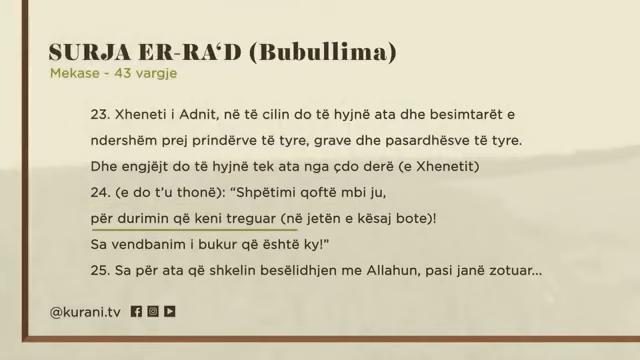 SURJA ER-RA‘D (Bubullima)
Mekase - 43 vargje
23. Xheneti i Adnit, në të cilin do të hyjnë ata dhe besimtarët e
ndershëm prej prindërve të tyre, grave dhe pasardhësve të tyre.
Dhe engjëjt do të hyjnë tek ata nga çdo derë (e Xhenetit)
24. (e do t’u thonë): “Shpëtimi qoftë mbi ju,
për durimin që keni treguar (në jetën e kësaj bote)!
Sa vendbanim i bukur që është ky!”
25. Sa për ata që shkelin besëlidhjen me Allahun, pasi janë zotuar...
@kurani.tv